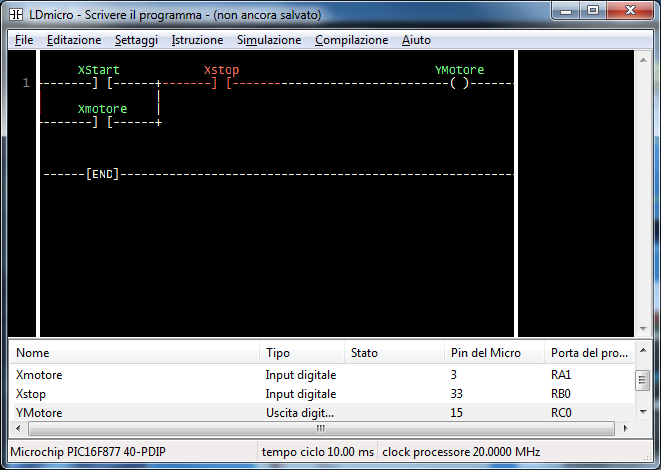 LDmicro - Scrivere il programma - (non ancora salvato)
File Editazione Settaggi Istruzione Simulazione Compilazione Aiuto
XStart Xstop YMotore
1 -------] [------+-------] [--------------------------( )-------
Xmotore |
-------] [------+
------[END]---------------------------------------------------------
Nome Tipo Stato Pin del Micro Porta del pro...
Xmotore Input digitale 3 RA1
Xstop Input digitale 33 RB0
YMotore Uscita digit... 15 RC0
Microchip PIC16F877 40-PDIP tempo ciclo 10.00 ms clock processore 20.0000 MHz